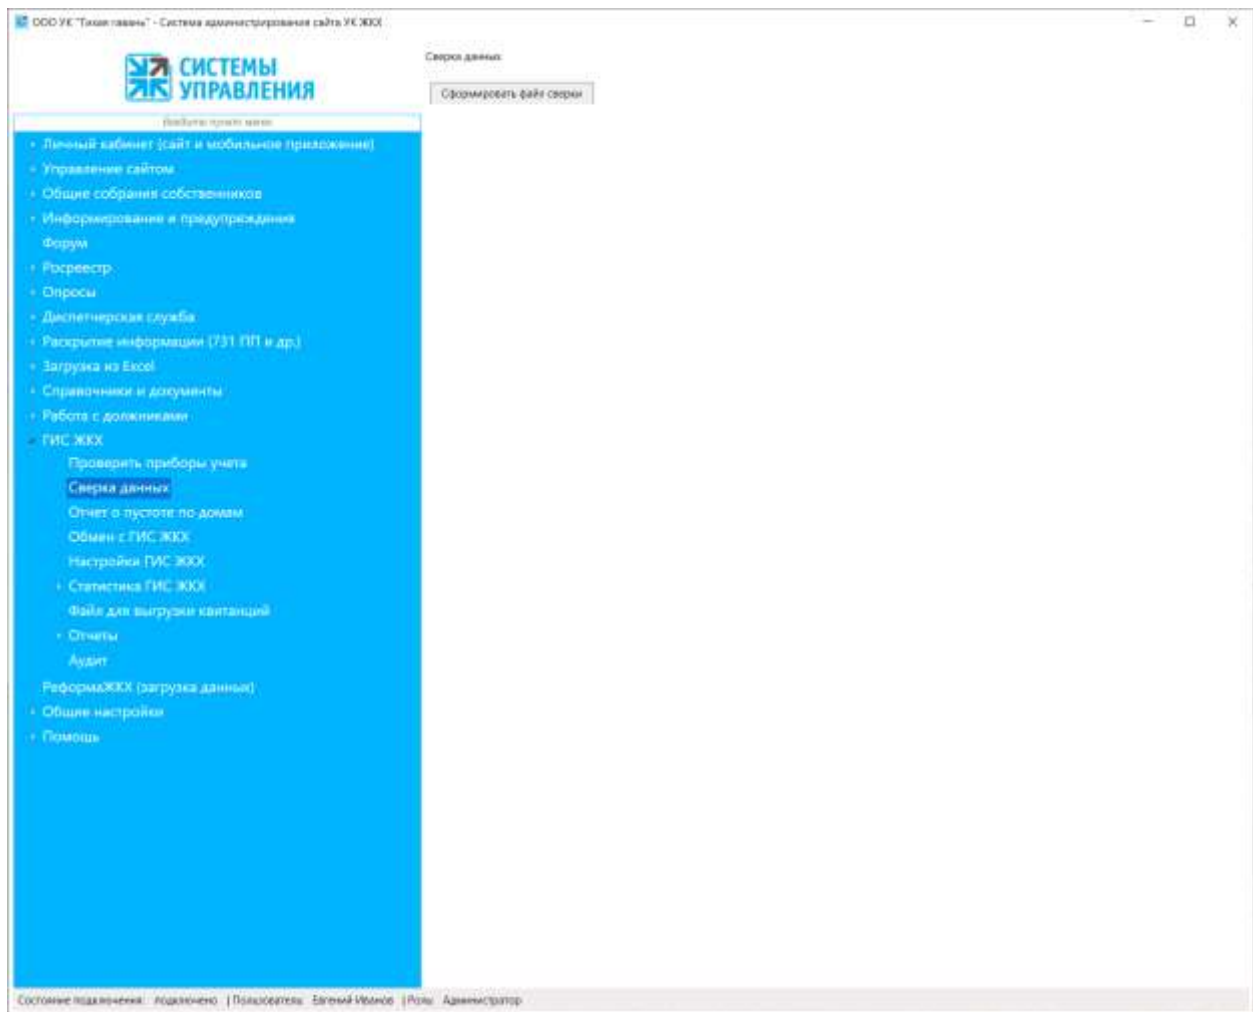 ООО УК "Тихая гавань" - Система администрирования сайта УК ЖКХ
СИСТЕМЫ
УПРАВЛЕНИЯ
Сверка данных
Сформировать файл сверки
пункт меню
Личный кабинет (сайт и мобильное приложение)
Управление сайтом
Общие собрания собственников
Информирование и предупреждения
Форум
Росреестр
Опросы
Диспетчерская служба
Раскрытие информации (731 ПП и др.)
Загрузка из Excel
Справочники и документы
Работа с должниками
ГИС ЖКХ
Проверить приборы учета
Сверка данных
Отчет о пустоте по домам
Обмен с ГИС ЖКХ
Настройки ГИС ЖКХ
Статистика ГИС ЖКХ
Файл для выгрузки квитанций
Отчеты
Аудит
РеформаЖКХ (загрузка данных)
Общие настройки
Помощь
Состояние подключения: подключено | Пользователь: Евгений Иванов | Роль: Администратор